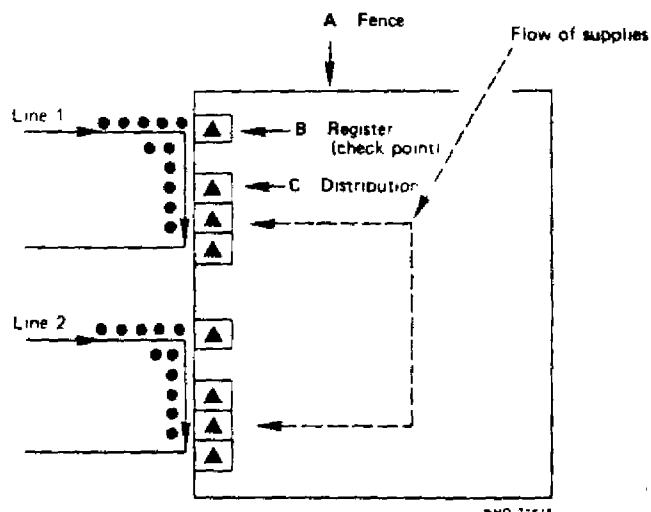 A Fence
Flow of supplies
Line 1
B Register
(check point)
C Distribution
Line 2